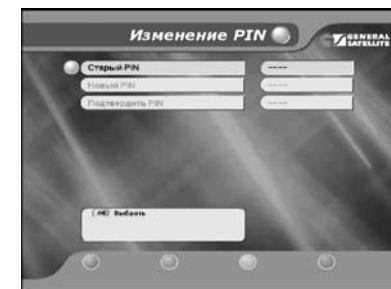 Изменение PIN
GENERAL
SATELLITE
Старый PIN
----
Новый PIN
----
Подтвердить PIN
----
[OK] Выбрать